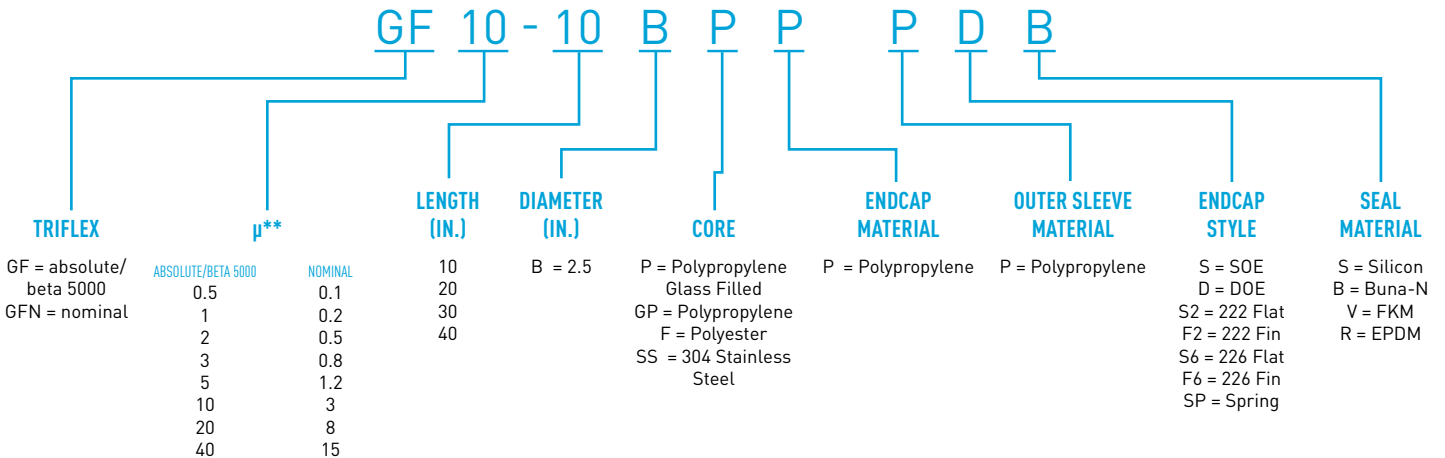 GF 10 - 10 B P P P D B
TRIFLEX
GF = absolute/
beta 5000
GFN = nominal
µ**
ABSOLUTE/BETA 5000 NOMINAL
0.5 0.1
1 0.2
2 0.5
3 0.8
5 1.2
10 3
20 8
40 15
LENGTH
(IN.)
10
20
30
40
DIAMETER
(IN.)
B = 2.5
CORE
P = Polypropylene
Glass Filled
GP = Polypropylene
F = Polyester
SS = 304 Stainless
Steel
ENDCAP
MATERIAL
P = Polypropylene
OUTER SLEEVE
MATERIAL
P = Polypropylene
ENDCAP
STYLE
S = SOE
D = DOE
S2 = 222 Flat
F2 = 222 Fin
S6 = 226 Flat
F6 = 226 Fin
SP = Spring
SEAL
MATERIAL
S = Silicon
B = Buna-N
V = FKM
R = EPDM